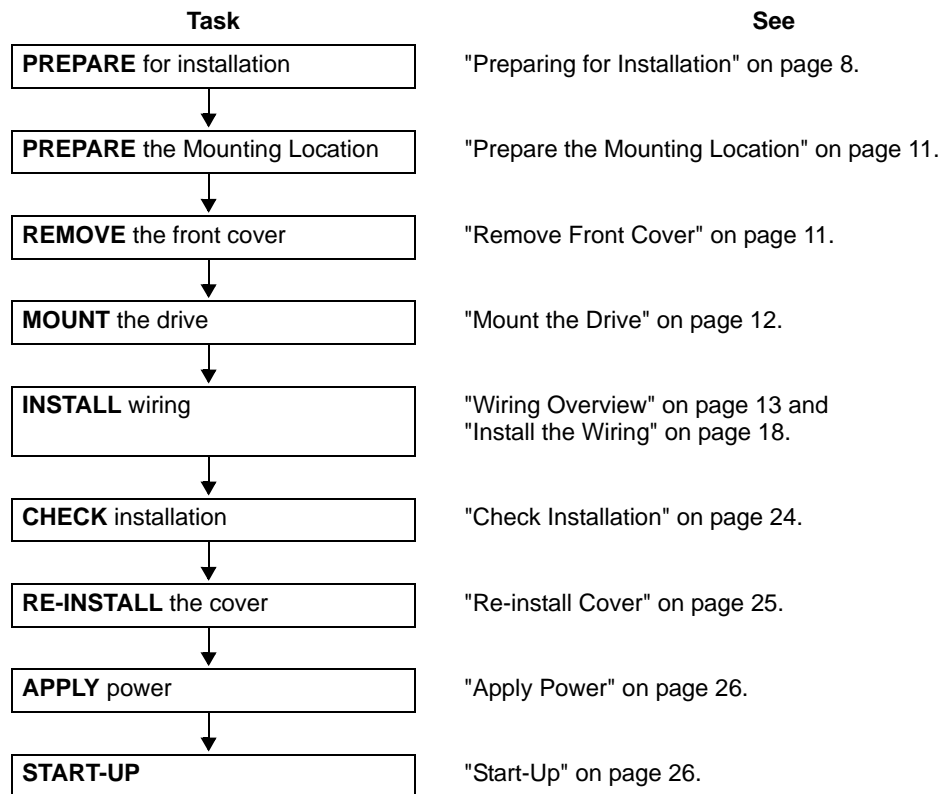 Task See
PREPARE for installation "Preparing for Installation" on page 8.
PREPARE the Mounting Location "Prepare the Mounting Location" on page 11.
REMOVE the front cover "Remove Front Cover" on page 11.
MOUNT the drive "Mount the Drive" on page 12.
INSTALL wiring "Wiring Overview" on page 13 and
"Install the Wiring" on page 18.
CHECK installation "Check Installation" on page 24.
RE-INSTALL the cover "Re-install Cover" on page 25.
APPLY power "Apply Power" on page 26.
START-UP "Start-Up" on page 26.